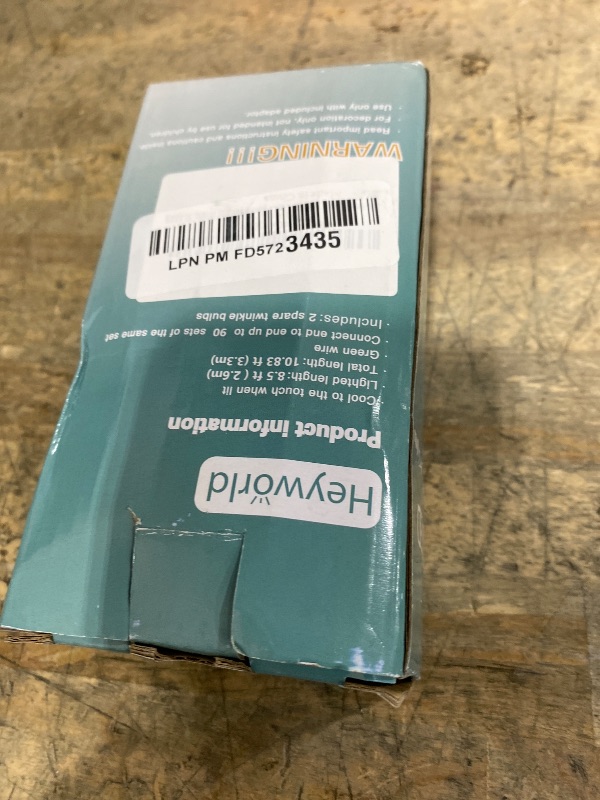 Heyworld
Product information
· Cool to the touch when lit
· Lighted length: 8.5 ft ( 2.6m)
· Total length: 10.83 ft (3.3m)
· Green wire
· Connect end to end up to 90 sets of the same set
· Includes: 2 spare twinkle bulbs
LPN PM FD572 3435
WARNING!!!
· Read important safety instructions and cautions inside.
· For decoration only, not intended for use by children.
· Use only with included adaptor.